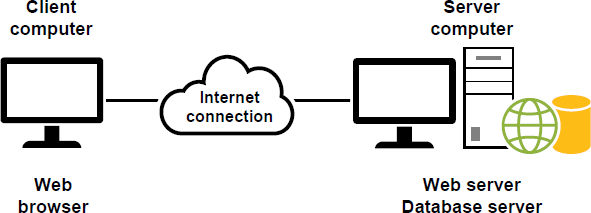 Client
computer
Server
computer
Internet
connection
Web
browser
Web server
Database server